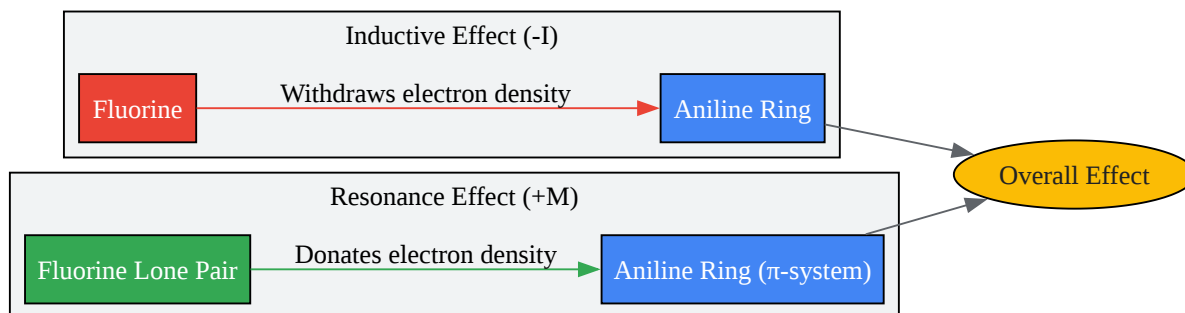 Inductive Effect (-I)
Fluorine
Withdraws electron density
Aniline Ring
Overall Effect
Resonance Effect (+M)
Fluorine Lone Pair
Donates electron density
Aniline Ring (π-system)